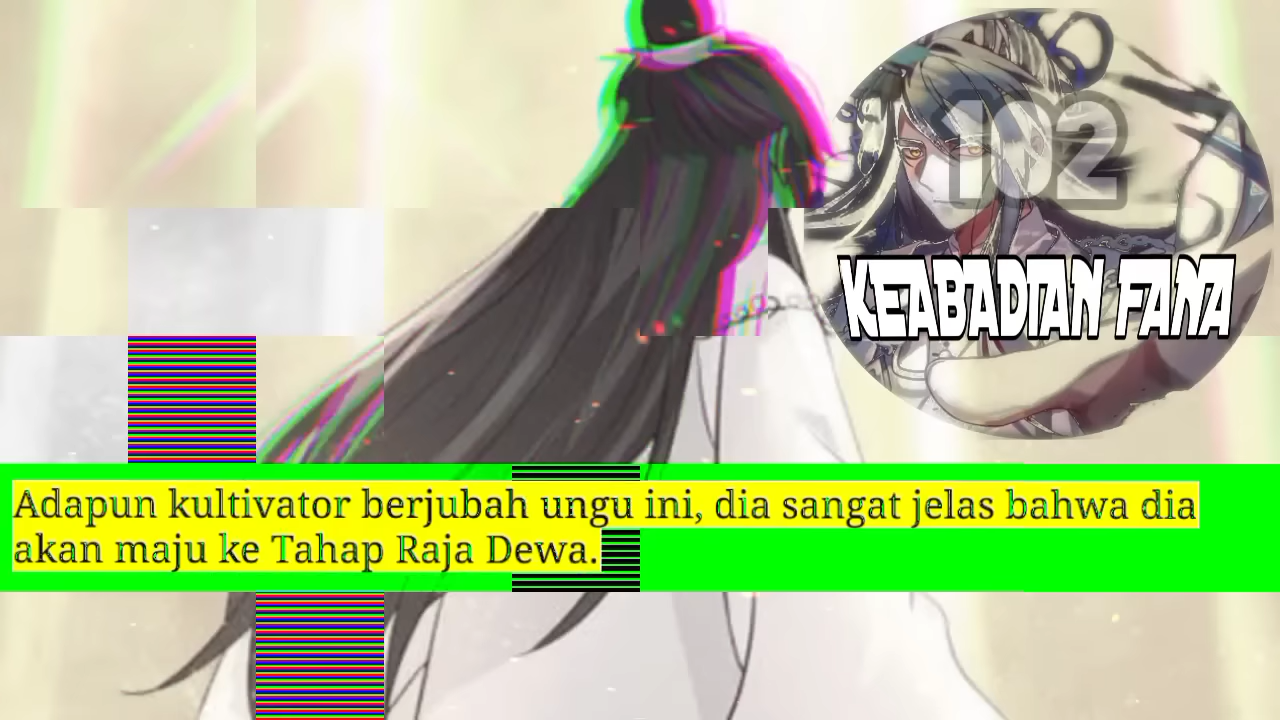 102
KEABADIAN FANA
Adapun kultivator berjubah ungu ini, dia sangat jelas bahwa dia
akan maju ke Tahap Raja Dewa.